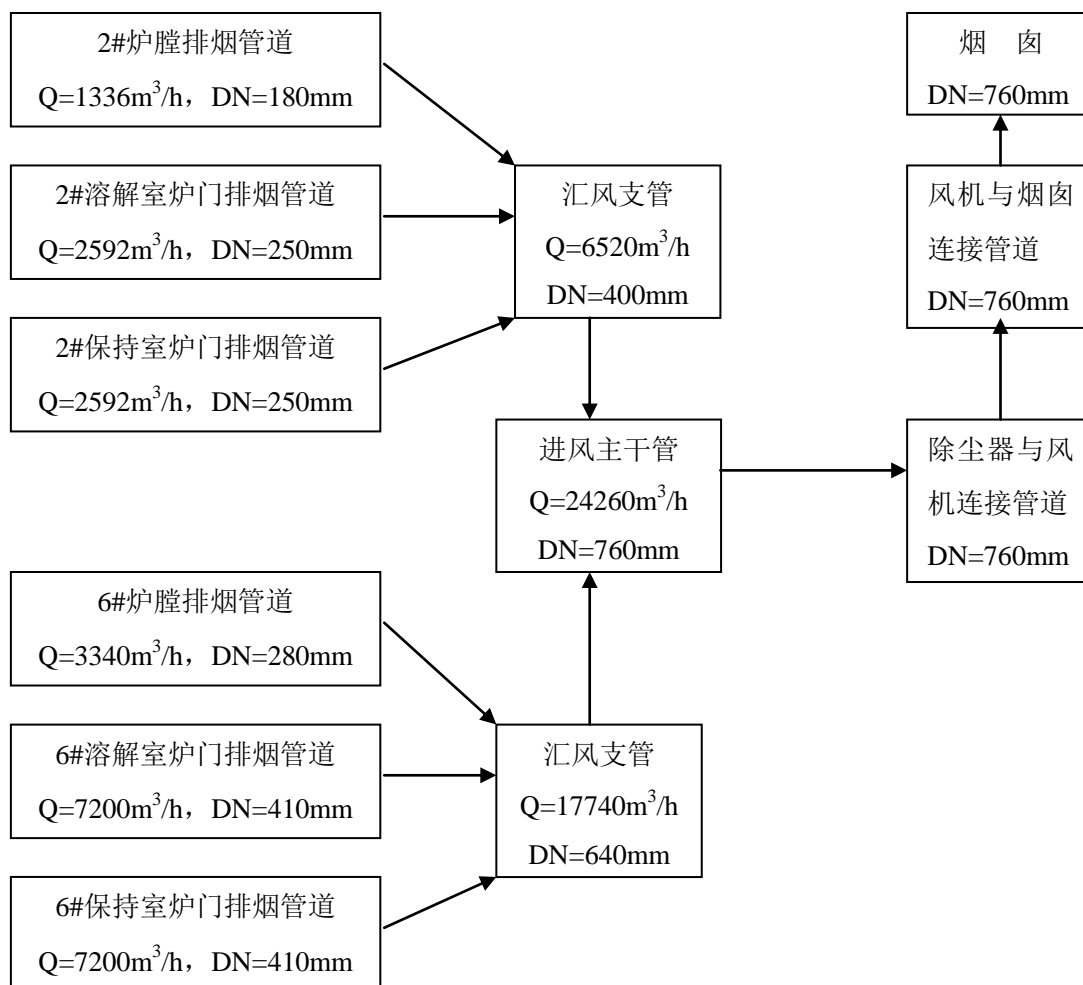 2#炉膛排烟管道
Q=1336m³/h，DN=180mm
2#溶解室炉门排烟管道
Q=2592m³/h，DN=250mm
2#保持室炉门排烟管道
Q=2592m³/h，DN=250mm
汇风支管
Q=6520m³/h
DN=400mm
进风主干管
Q=24260m³/h
DN=760mm
6#炉膛排烟管道
Q=3340m³/h，DN=280mm
6#溶解室炉门排烟管道
Q=7200m³/h，DN=410mm
6#保持室炉门排烟管道
Q=7200m³/h，DN=410mm
汇风支管
Q=17740m³/h
DN=640mm
烟 囱
DN=760mm
风机与烟囱
连接管道
DN=760mm
除尘器与风
机连接管道
DN=760mm